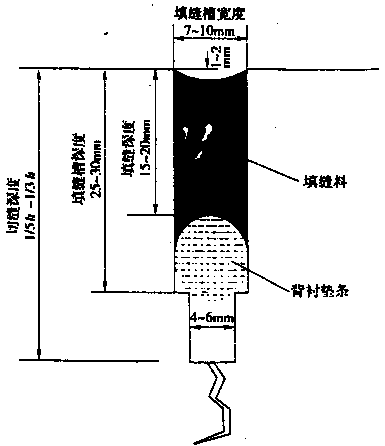 填缝槽宽度
7~10mm
1~2
mm
切缝深度
1/5h~1/3h
填缝槽深度
25~30mm
填缝深度
15~20mm
填缝料
背衬垫条
4~6mm